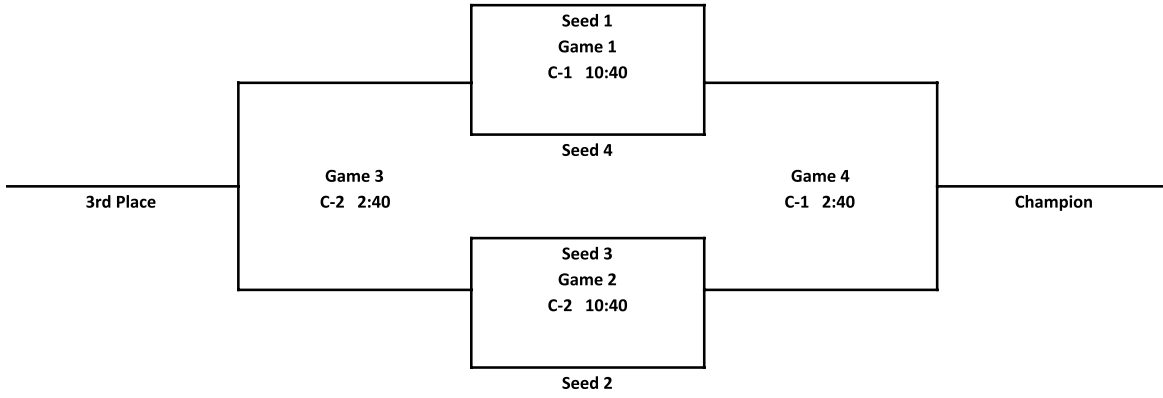 Seed 1
Game 1
C-1 10:40
Seed 4
Game 3
C-2 2:40
Game 4
C-1 2:40
3rd Place
Champion
Seed 3
Game 2
C-2 10:40
Seed 2